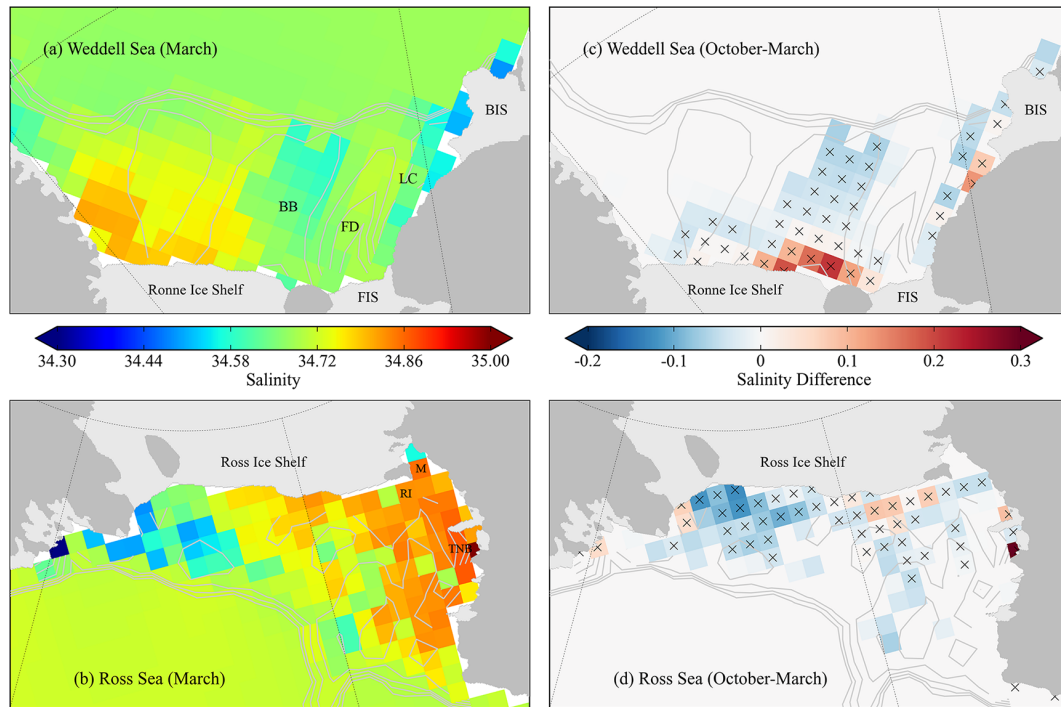 (a) Weddell Sea (March)
BIS
LC
BB
FD
Ronne Ice Shelf
FIS
(c) Weddell Sea (October-March)
BIS
Ronne Ice Shelf
FIS
34.30 34.44 34.58 34.72 34.86 35.00
Salinity
-0.2 -0.1 0 0.1 0.2 0.3
Salinity Difference
Ross Ice Shelf
M
RI
TNB
(b) Ross Sea (March)
Ross Ice Shelf
(d) Ross Sea (October-March)